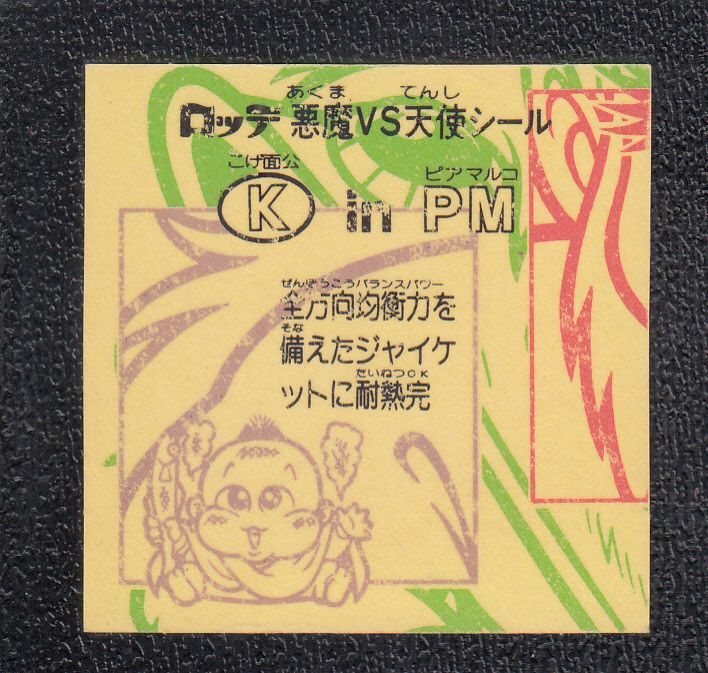 あくま てんし
ロッテ 悪魔VS天使シール
こげ面公 ピアマルコ
K in PM
ぜんほうこうバランスパワー
全方向均衡力を
そな
備えたジャイケ
たいねつOK
ットに耐熱完